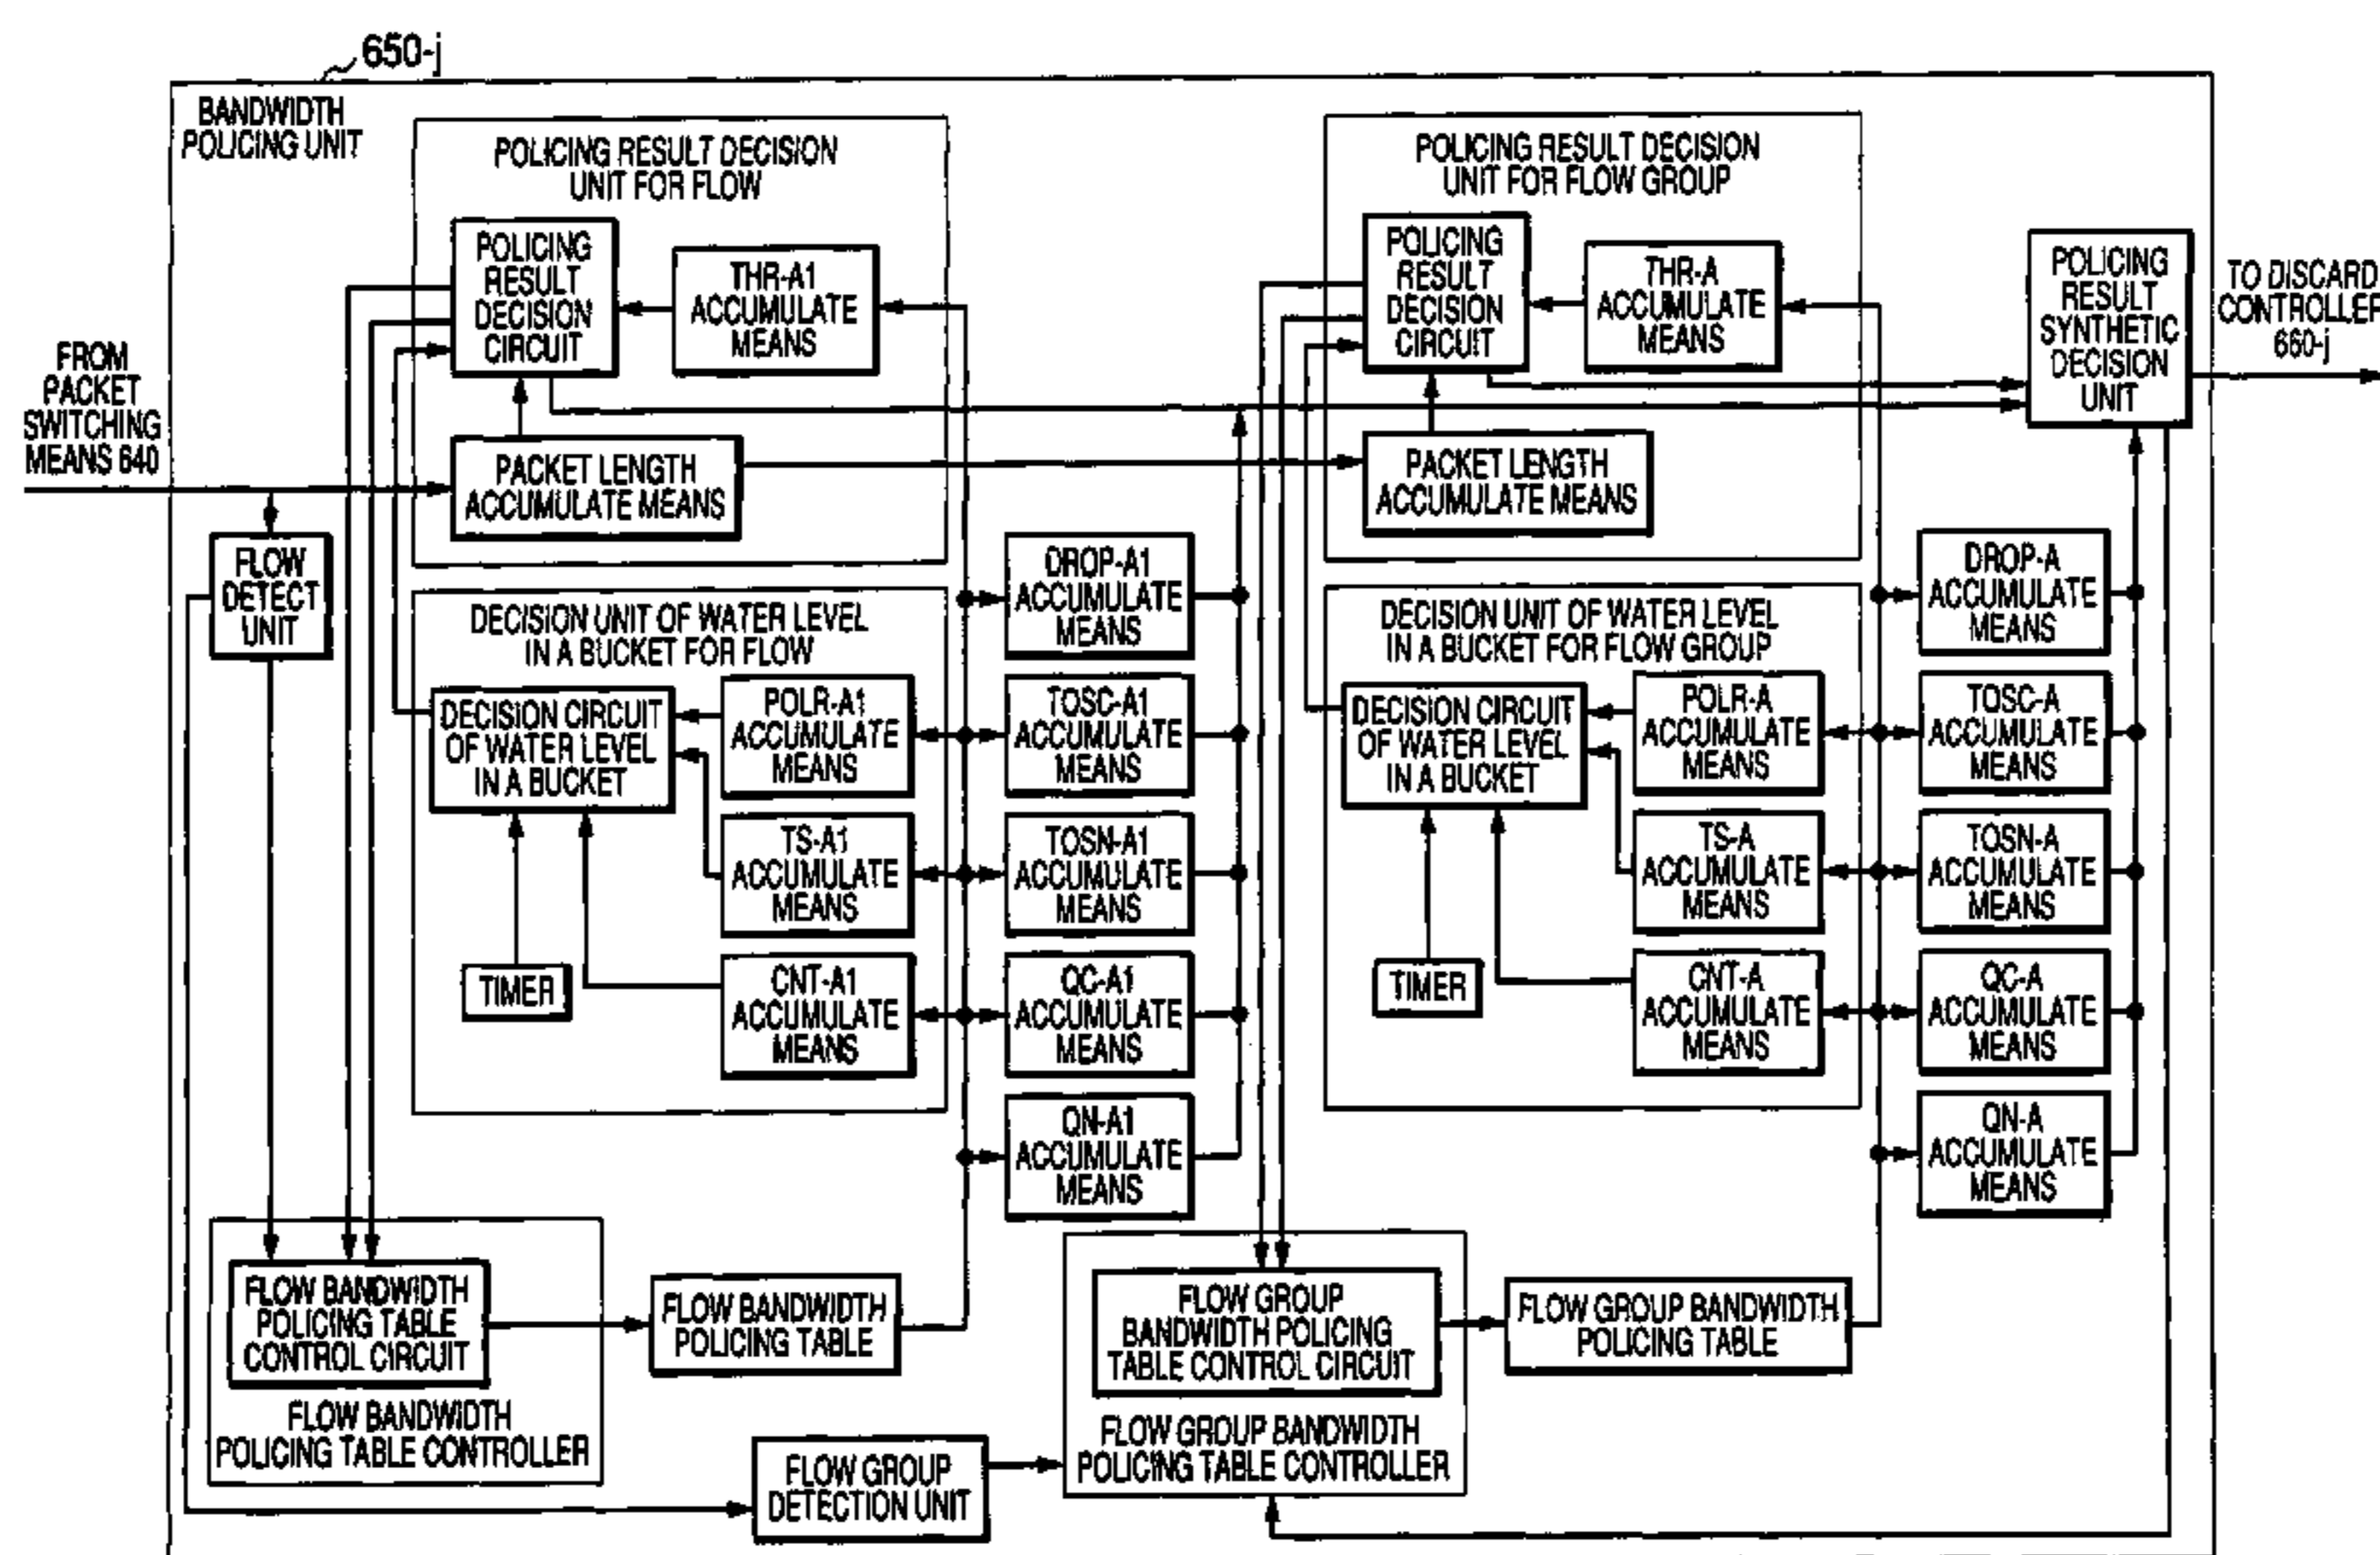 650-j
BANDWIDTH
POLICING UNIT
FROM
PACKET
SWITCHING
MEANS 640
FLOW
DETECT
UNIT
POLICING RESULT DECISION
UNIT FOR FLOW
POLICING
RESULT
DECISION
CIRCUIT
THR-A1
ACCUMULATE
MEANS
PACKET LENGTH
ACCUMULATE MEANS
DECISION UNIT OF WATER LEVEL
IN A BUCKET FOR FLOW
DECISION CIRCUIT
OF WATER LEVEL
IN A BUCKET
POLR-A1
ACCUMULATE
MEANS
TS-A1
ACCUMULATE
MEANS
TIMER
CNT-A1
ACCUMULATE
MEANS
DROP-A1
ACCUMULATE
MEANS
TOSC-A1
ACCUMULATE
MEANS
TOSN-A1
ACCUMULATE
MEANS
QC-A1
ACCUMULATE
MEANS
QN-A1
ACCUMULATE
MEANS
POLICING RESULT DECISION
UNIT FOR FLOW GROUP
POLICING
RESULT
DECISION
CIRCUIT
THR-A
ACCUMULATE
MEANS
PACKET LENGTH
ACCUMULATE MEANS
DECISION UNIT OF WATER LEVEL
IN A BUCKET FOR FLOW GROUP
DECISION CIRCUIT
OF WATER LEVEL
IN A BUCKET
POLR-A
ACCUMULATE
MEANS
TS-A
ACCUMULATE
MEANS
TIMER
CNT-A
ACCUMULATE
MEANS
DROP-A
ACCUMULATE
MEANS
TOSC-A
ACCUMULATE
MEANS
TOSN-A
ACCUMULATE
MEANS
QC-A
ACCUMULATE
MEANS
QN-A
ACCUMULATE
MEANS
POLICING
RESULT
SYNTHETIC
DECISION
UNIT
TO DISCARD
CONTROLLER
660-j
FLOW BANDWIDTH
POLICING TABLE
CONTROL CIRCUIT
FLOW BANDWIDTH
POLICING TABLE CONTROLLER
FLOW BANDWIDTH
POLICING TABLE
FLOW GROUP
DETECTION UNIT
FLOW GROUP
BANDWIDTH POLICING
TABLE CONTROL CIRCUIT
FLOW GROUP BANDWIDTH
POLICING TABLE CONTROLLER
FLOW GROUP BANDWIDTH
POLICING TABLE